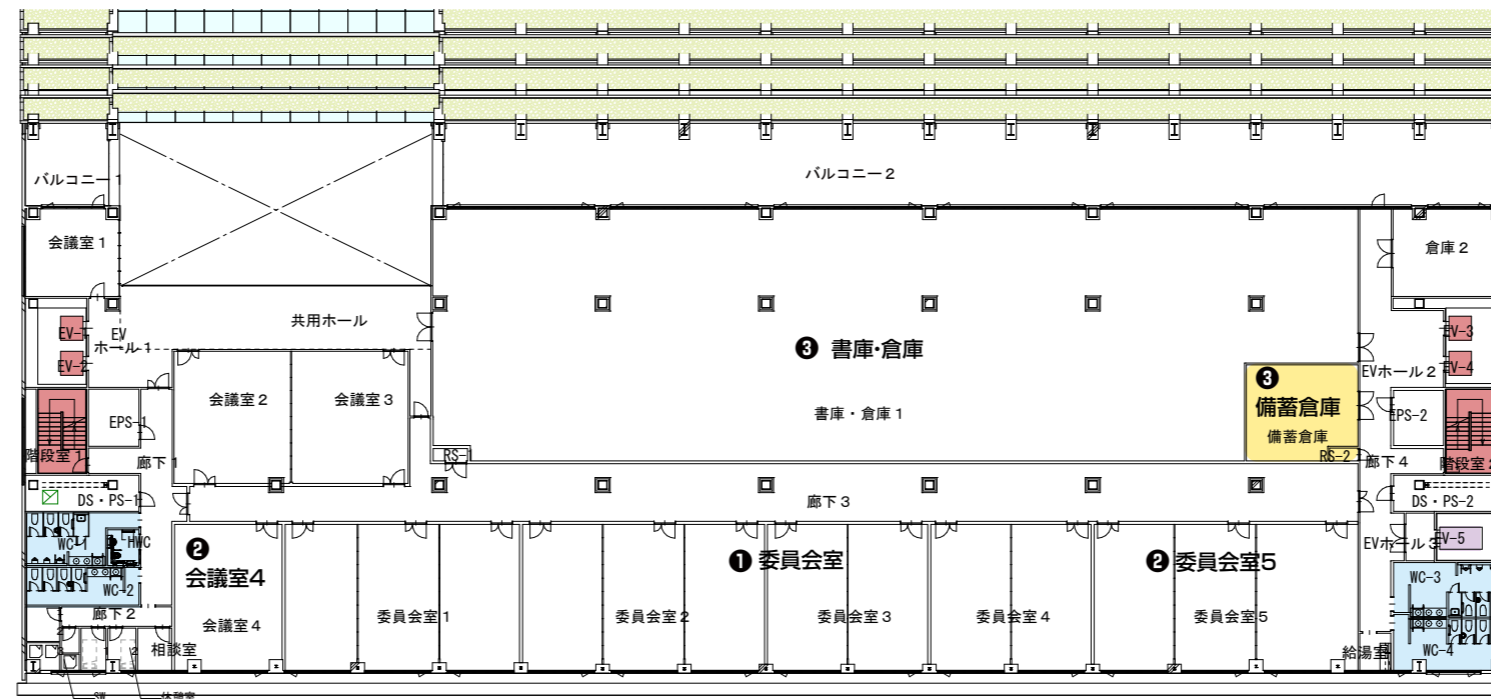 バルコニー1
バルコニー2
会議室1
倉庫2
共用ホール
EV-1
EV
ホール1
EV-2
EV-3
EV-4
EVホール2
❸ 書庫・倉庫
❸
備蓄倉庫
備蓄倉庫
会議室2
会議室3
書庫・倉庫1
EPS-1
EPS-2
階段室1
廊下1
RS-1
RS-2
廊下4
DS・PS-1
廊下3
DS・PS-2
WC-1
HWC
❷
会議室4
❶ 委員会室
❷ 委員会室5
EVホール3
EV-5
WC-2
WC-3
廊下2
会議室4
委員会室1
委員会室2
委員会室3
委員会室4
委員会室5
相談室
給湯室
WC-4
SW
休憩室